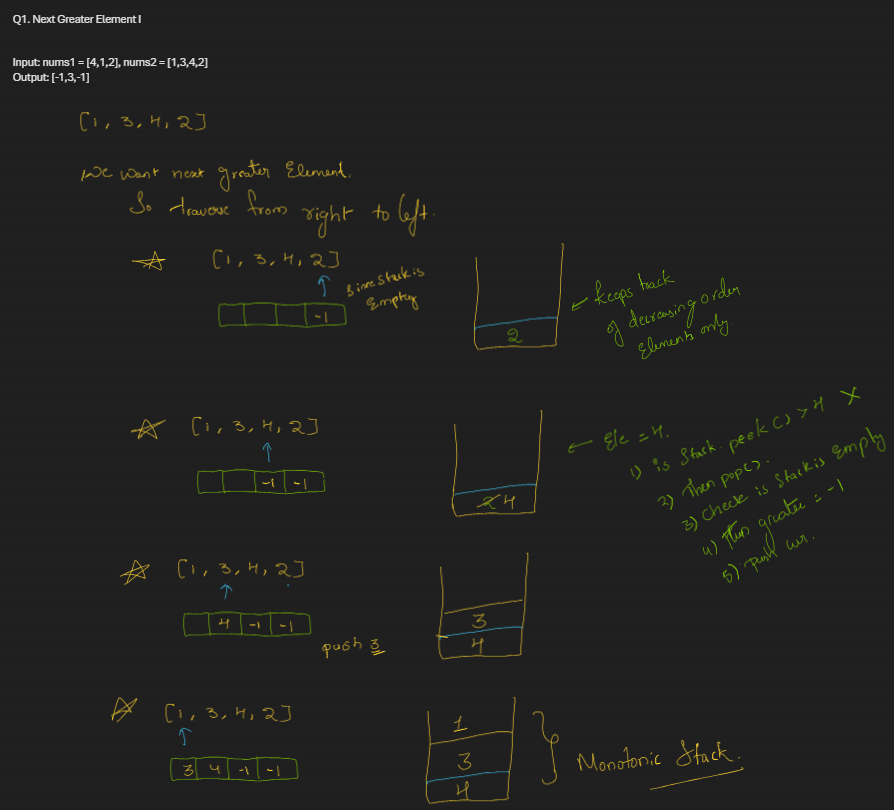 Q1. Next Greater Element I
Input: nums1 = [4,1,2], nums2 = [1,3,4,2]
Output: [-1,3,-1]
[1, 3, 4, 2]
We want next greater Element.
So traverse from right to left.
[1, 3, 4, 2]
Since stack is
Empty
-1
2
← Keeps track
of decreasing order
Elements only.
[1, 3, 4, 2]
-1 -1
2 4
← Ele = 4.
1) is Stack.peek() > 4 X
2) Then pop().
3) Check is Stack is Empty
4) Then greater = -1
5) push cur.
[1, 3, 4, 2]
4 -1 -1
push 3
3
4
[1, 3, 4, 2]
3 4 -1 -1
1
3
4
Monotonic Stack.